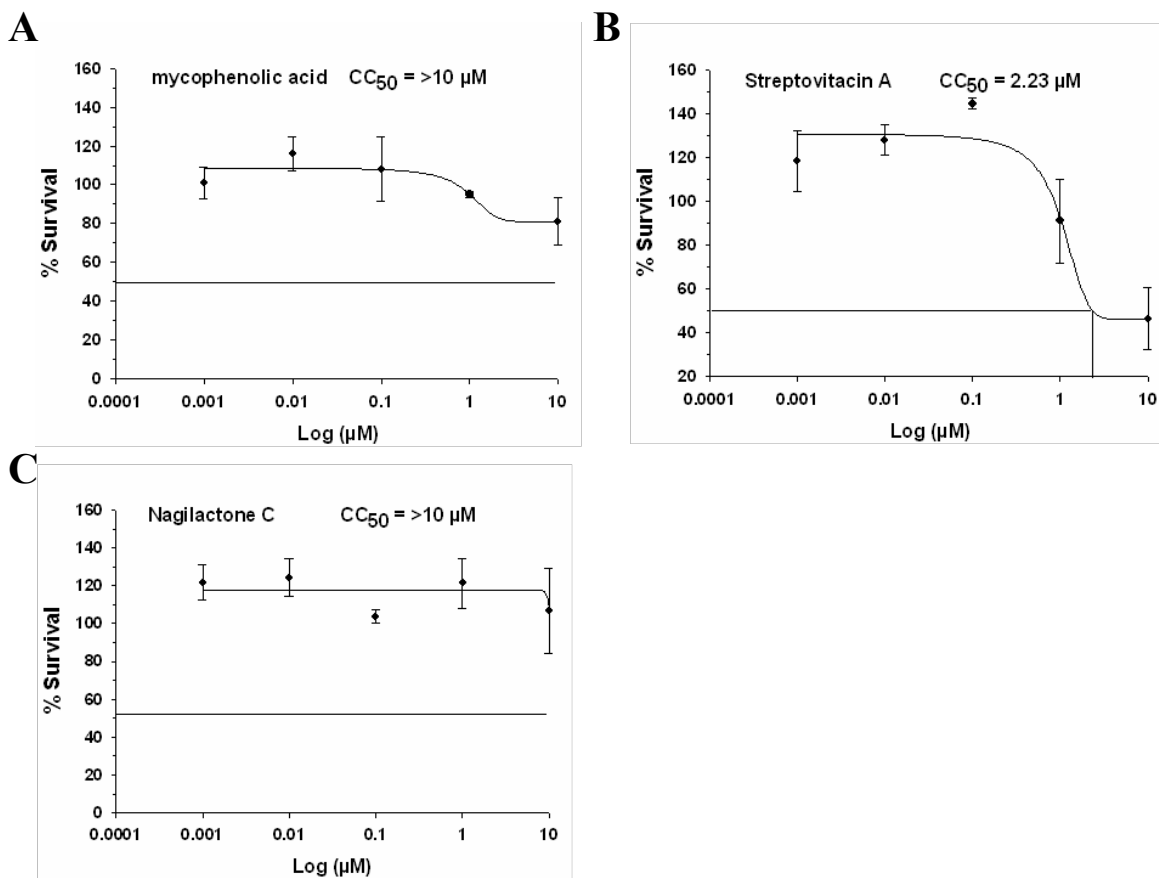 A
mycophenolic acid CC50 = >10 µM
% Survival
160
140
120
100
80
60
40
20
0
0.0001 0.001 0.01 0.1 1 10
Log (µM)
B
Streptovitacin A CC50 = 2.23 µM
% Survival
160
140
120
100
80
60
40
20
0.0001 0.001 0.01 0.1 1 10
Log (µM)
C
Nagilactone C CC50 = >10 µM
% Survival
160
140
120
100
80
60
40
20
0
0.0001 0.001 0.01 0.1 1 10
Log (µM)